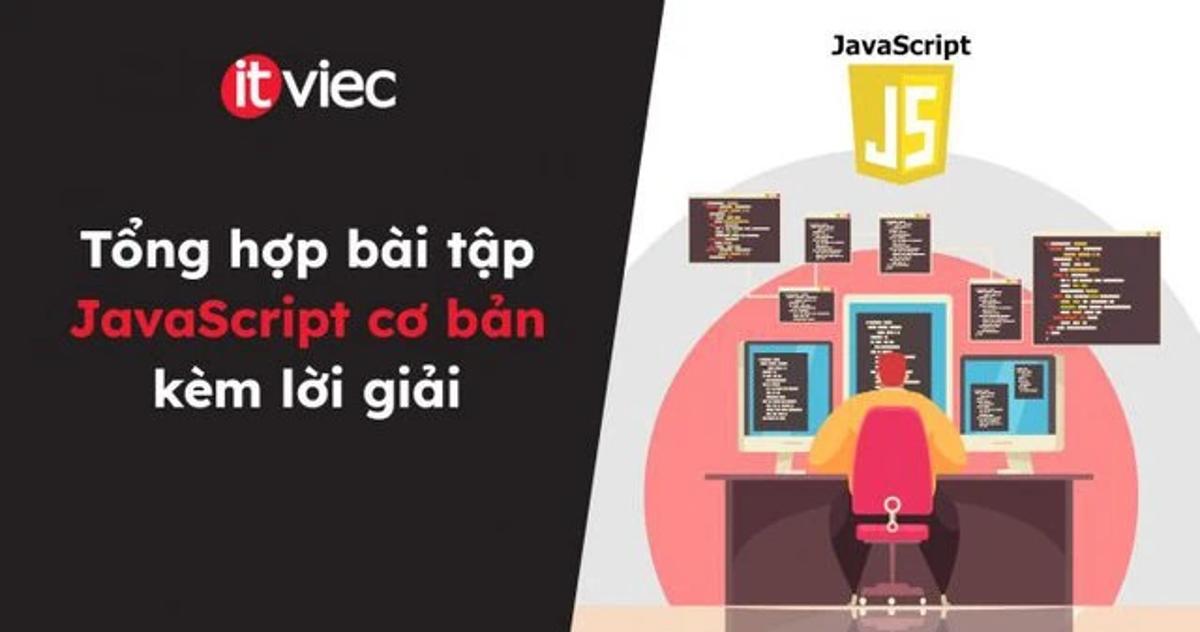 itviec
Tổng hợp bài tập
JavaScript cơ bản
kèm lời giải
JavaScript
JS